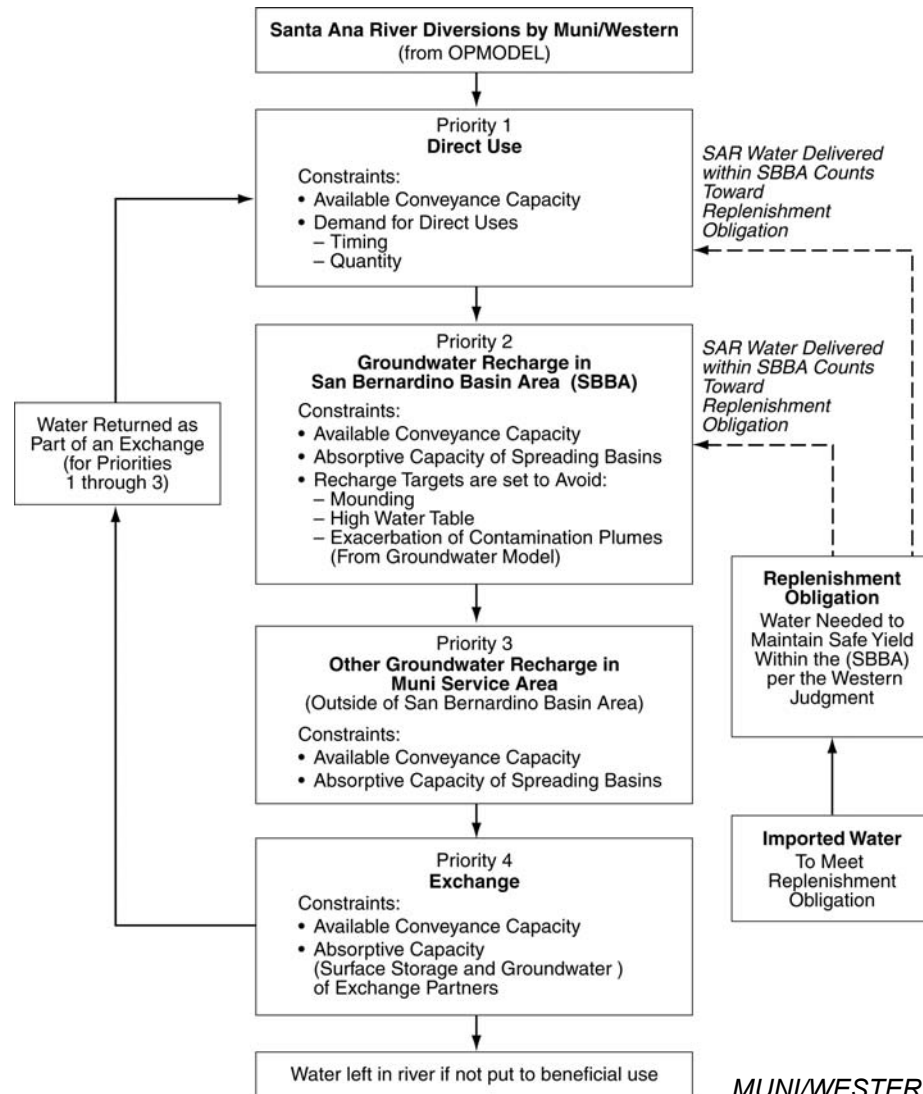 Santa Ana River Diversions by Muni/Western
(from OPMODEL)
Priority 1
Direct Use
Constraints:
• Available Conveyance Capacity
• Demand for Direct Uses
– Timing
– Quantity
SAR Water Delivered
within SBBA Counts
Toward
Replenishment
Obligation
Priority 2
Groundwater Recharge in
San Bernardino Basin Area (SBBA)
Constraints:
• Available Conveyance Capacity
• Absorptive Capacity of Spreading Basins
• Recharge Targets are set to Avoid:
– Mounding
– High Water Table
– Exacerbation of Contamination Plumes
(From Groundwater Model)
SAR Water Delivered
within SBBA Counts
Toward
Replenishment
Obligation
Water Returned as
Part of an Exchange
(for Priorities
1 through 3)
Replenishment
Obligation
Water Needed to
Maintain Safe Yield
Within the (SBBA)
per the Western
Judgment
Priority 3
Other Groundwater Recharge in
Muni Service Area
(Outside of San Bernardino Basin Area)
Constraints:
• Available Conveyance Capacity
• Absorptive Capacity of Spreading Basins
Imported Water
To Meet
Replenishment
Obligation
Priority 4
Exchange
Constraints:
• Available Conveyance Capacity
• Absorptive Capacity
(Surface Storage and Groundwater )
of Exchange Partners
Water left in river if not put to beneficial use
MUNI/WESTER